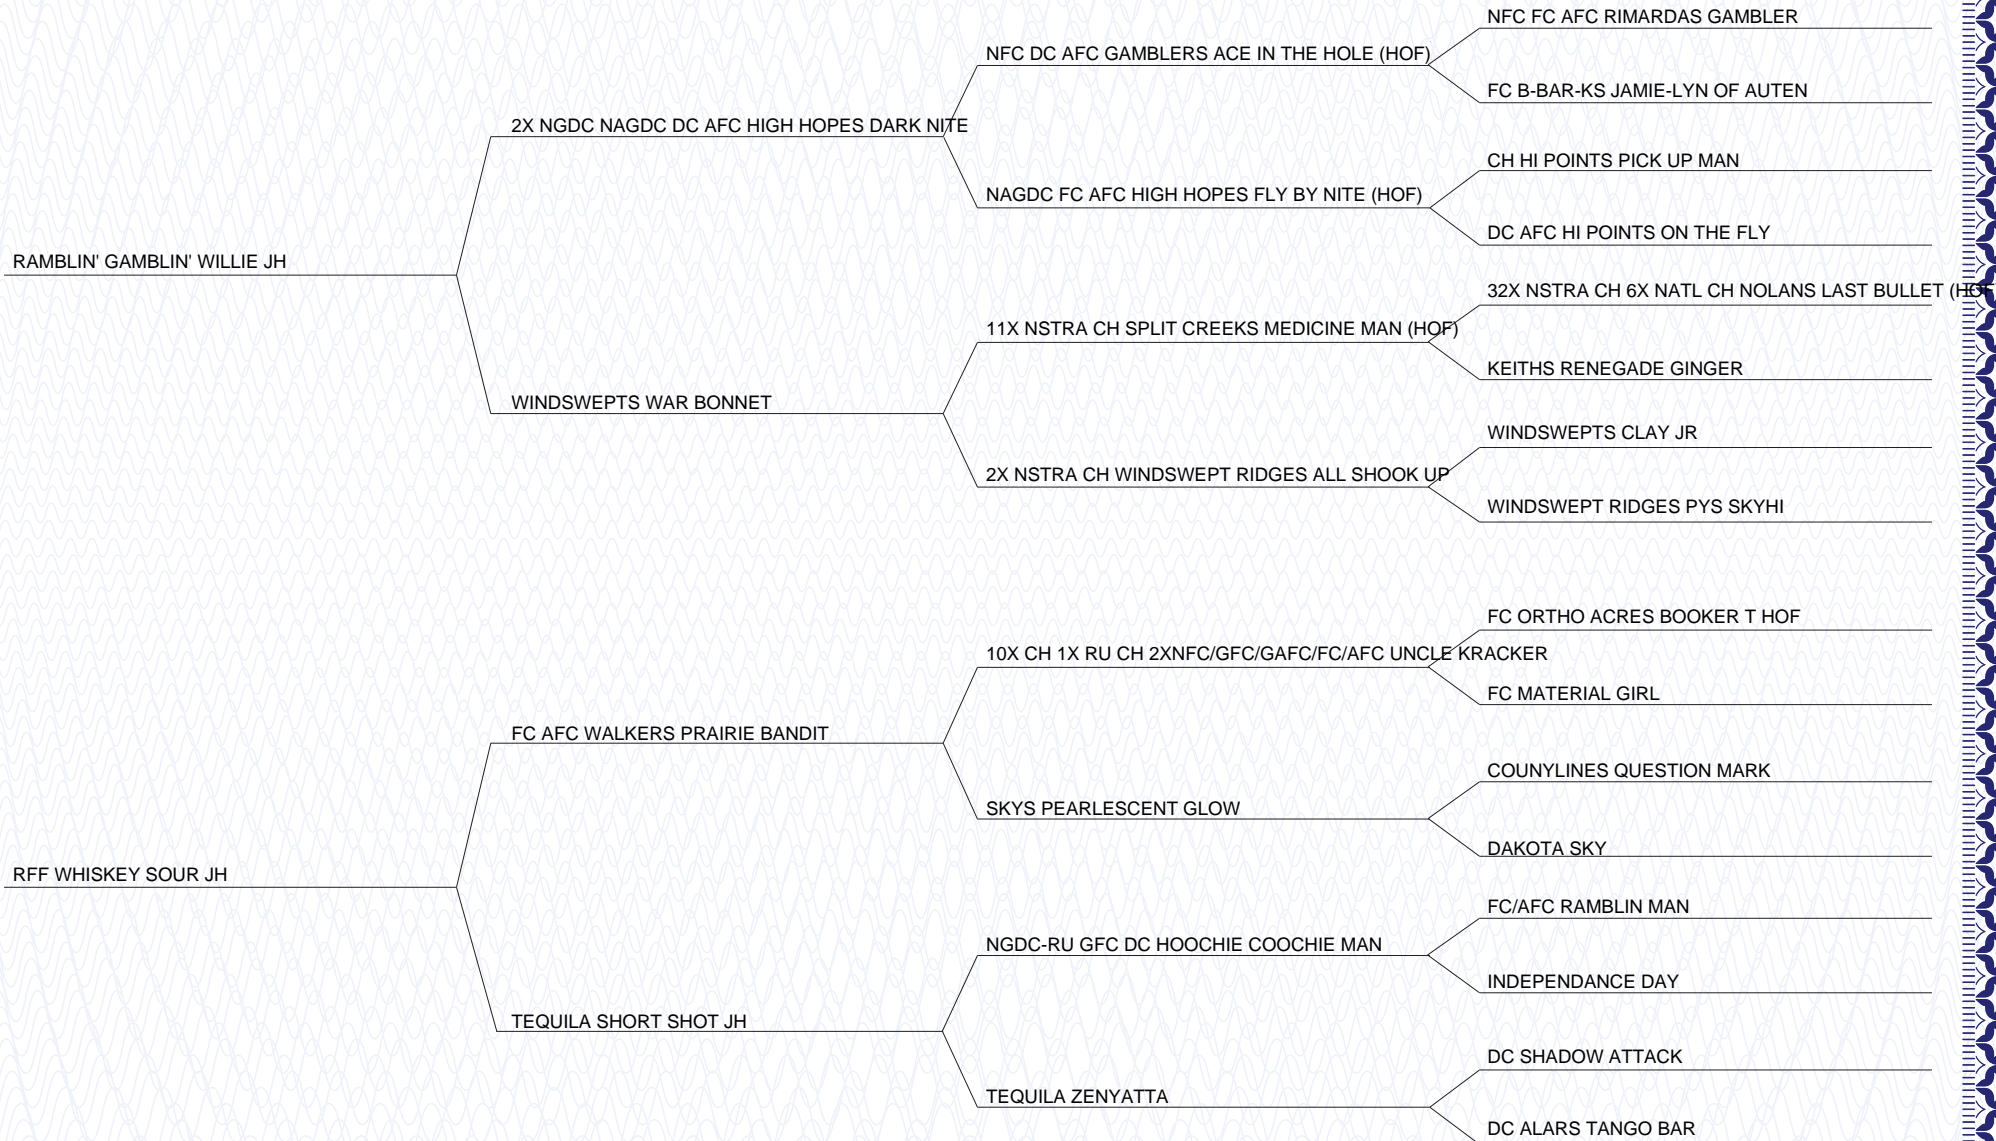 NFC FC AFC RIMARDAS GAMBLER
NFC DC AFC GAMBLERS ACE IN THE HOLE (HOF)
FC B-BAR-KS JAMIE-LYN OF AUTEN
2X NGDC NAGDC DC AFC HIGH HOPES DARK NITE
CH HI POINTS PICK UP MAN
NAGDC FC AFC HIGH HOPES FLY BY NITE (HOF)
DC AFC HI POINTS ON THE FLY
RAMBLIN' GAMBLIN' WILLIE JH
32X NSTRA CH 6X NATL CH NOLANS LAST BULLET (HOF
11X NSTRA CH SPLIT CREEKS MEDICINE MAN (HOF)
KEITHS RENEGADE GINGER
WINDSWEPTS WAR BONNET
WINDSWEPTS CLAY JR
2X NSTRA CH WINDSWEPT RIDGES ALL SHOOK UP
WINDSWEPT RIDGES PYS SKYHI
FC ORTHO ACRES BOOKER T HOF
10X CH 1X RU CH 2XNFC/GFC/GAFC/FC/AFC UNCLE KRACKER
FC MATERIAL GIRL
FC AFC WALKERS PRAIRIE BANDIT
COUNYLINES QUESTION MARK
SKYS PEARLESCENT GLOW
DAKOTA SKY
RFF WHISKEY SOUR JH
FC/AFC RAMBLIN MAN
NGDC-RU GFC DC HOOCHIE COOCHIE MAN
INDEPENDANCE DAY
TEQUILA SHORT SHOT JH
DC SHADOW ATTACK
TEQUILA ZENYATTA
DC ALARS TANGO BAR